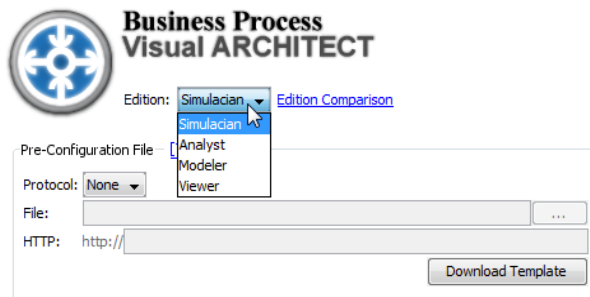 Business Process
Visual ARCHITECT
Edition: Simulacian Edition Comparison
Simulacian
Analyst
Modeler
Viewer
Pre-Configuration File [
Protocol: None
File: ...
HTTP: http://
Download Template